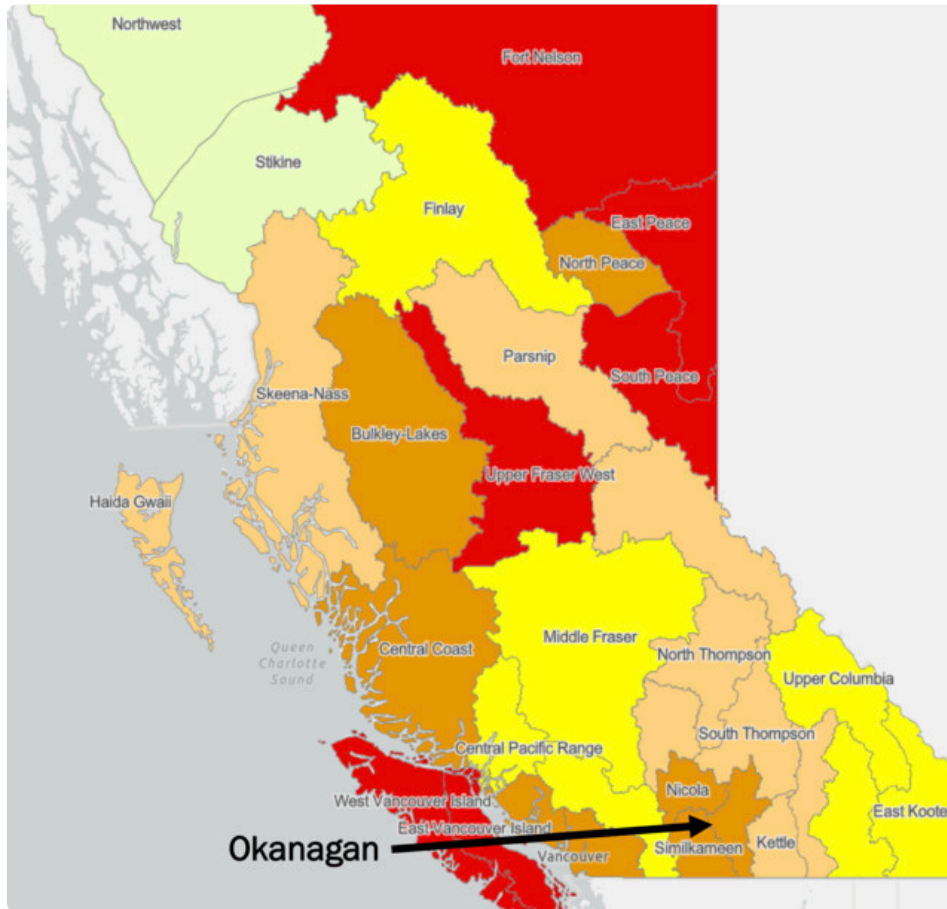 Northwest
Fort Nelson
Stikine
Finlay
East Peace
North Peace
Parsnip
South Peace
Skeena-Nass
Bulkley-Lakes
Upper Fraser West
Haida Gwaii
Middle Fraser
Queen
Charlotte
Sound
Central Coast
North Thompson
Upper Columbia
South Thompson
Central Pacific Range
Nicola
West Vancouver Island
East Vancouver Island
East Koote
Okanagan
Vancouver
Similkameen
Kettle